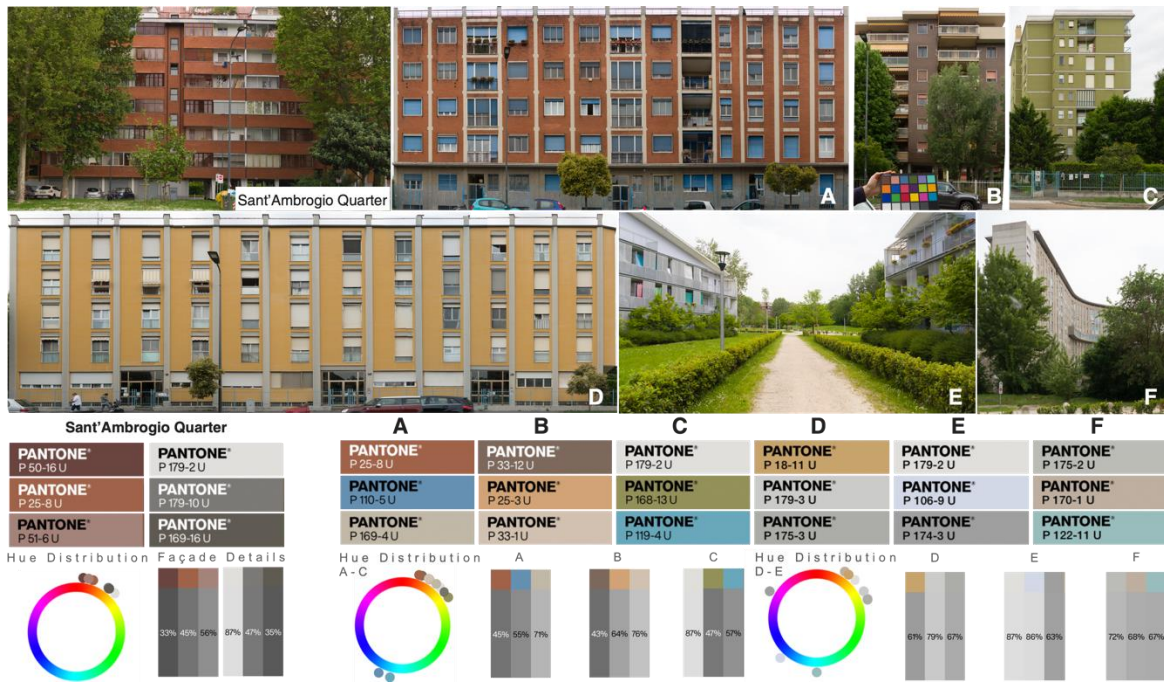 Sant'Ambrogio Quarter
A
B
C
D
E
F
Sant'Ambrogio Quarter
PANTONE®
P 50-16 U
PANTONE®
P 179-2 U
PANTONE®
P 25-8 U
PANTONE®
P 179-10 U
PANTONE®
P 51-6 U
PANTONE®
P 169-16 U
Hue Distribution
Façade
Details
33%
45%
56%
87%
47%
35%
A
B
C
D
E
F
PANTONE®
P 25-8 U
PANTONE®
P 33-12 U
PANTONE®
P 179-2 U
PANTONE®
P 18-11 U
PANTONE®
P 179-2 U
PANTONE®
P 175-2 U
PANTONE®
P 110-5 U
PANTONE®
P 25-3 U
PANTONE®
P 168-13 U
PANTONE®
P 179-3 U
PANTONE®
P 106-9 U
PANTONE®
P 170-1 U
PANTONE®
P 169-4 U
PANTONE®
P 33-1 U
PANTONE®
P 119-4 U
PANTONE®
P 175-3 U
PANTONE®
P 174-3 U
PANTONE®
P 122-11 U
Hue Distribution
A-C
A
B
C
45%
55%
71%
43%
64%
76%
87%
47%
57%
Hue Distribution
D-E
D
E
F
61%
79%
67%
87%
86%
63%
72%
68%
67%